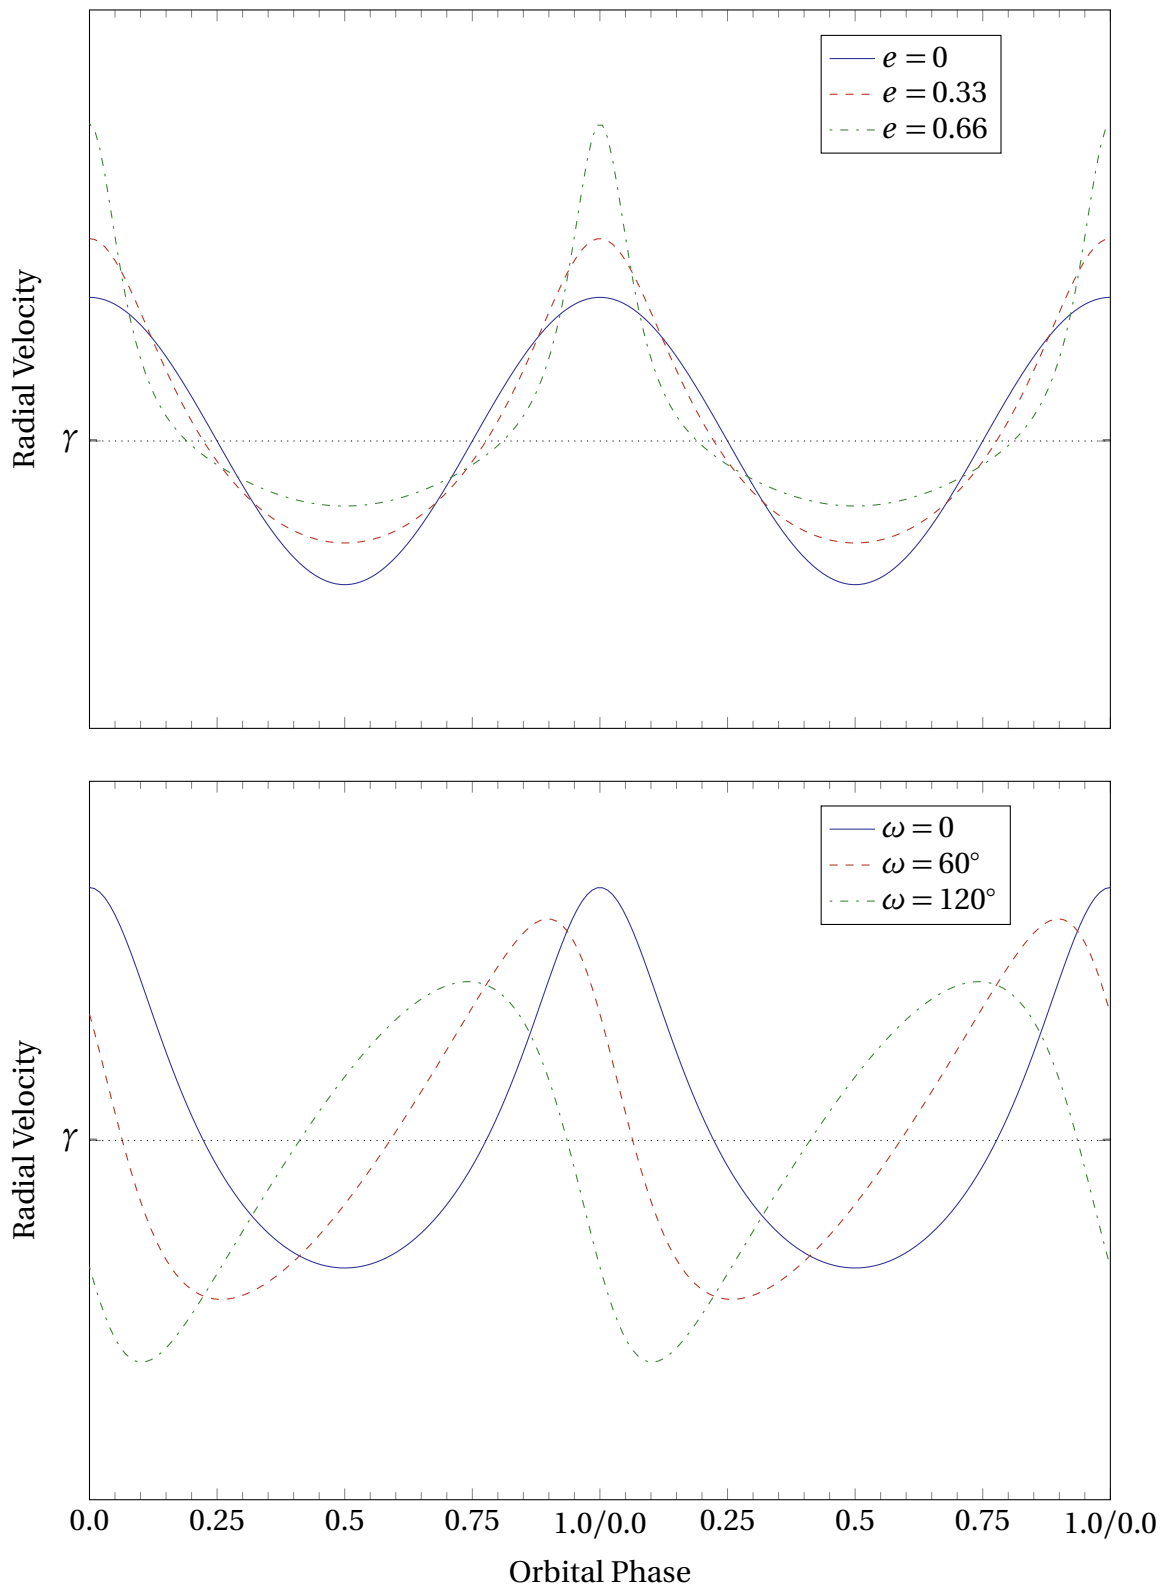 e = 0
e = 0.33
e = 0.66
Radial Velocity
γ
ω = 0
ω = 60°
ω = 120°
Radial Velocity
γ
0.0 0.25 0.5 0.75 1.0/0.0 0.25 0.5 0.75 1.0/0.0
Orbital Phase